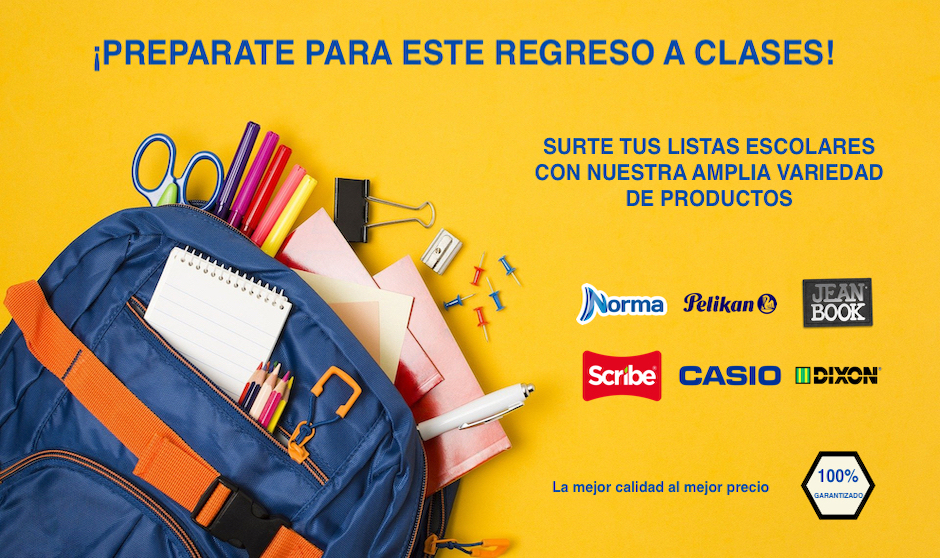 ¡PREPARATE PARA ESTE REGRESO A CLASES!
SURTE TUS LISTAS ESCOLARES
CON NUESTRA AMPLIA VARIEDAD
DE PRODUCTOS
Norma
Pelikan
JEAN
BOOK
Scribe®
CASIO
DIXON®
La mejor calidad al mejor precio
100%
GARANTIZADO